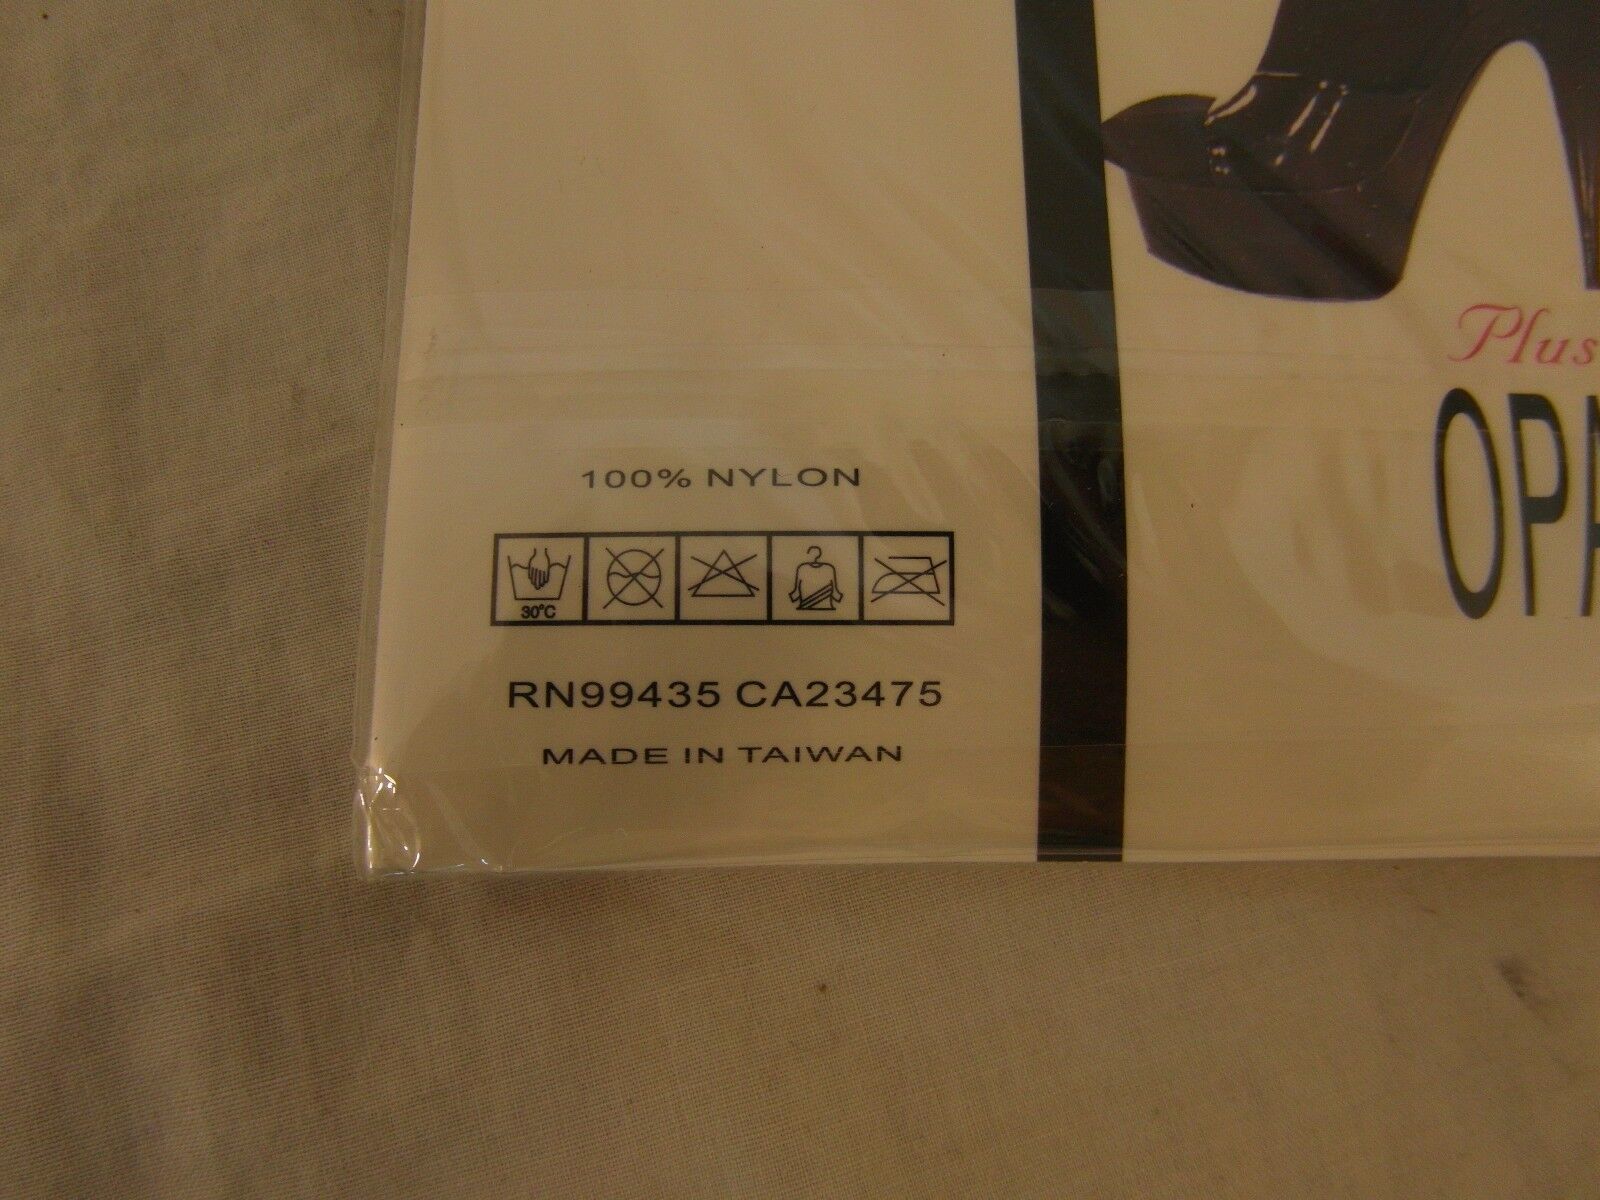 Plus
100% NYLON
30°C
RN99435 CA23475
MADE IN TAIWAN